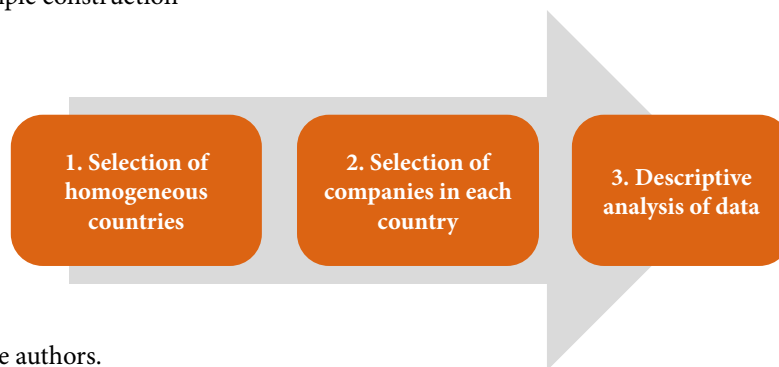 construction
1. Selection of
homogeneous
countries
2. Selection of
companies in each
country
3. Descriptive
analysis of data
authors.